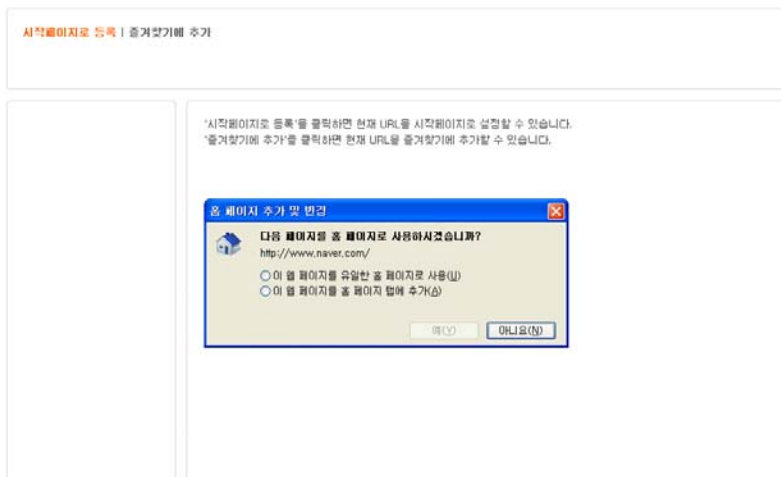 시작페이지로 등록 | 즐겨찾기에 추가
'시작페이지로 등록'을 클릭하면 현재 URL을 시작페이지로 설정할 수 있습니다.
'즐겨찾기에 추가'를 클릭하면 현재 URL을 즐겨찾기에 추가할 수 있습니다.
홈 페이지 추가 및 변경
다음 페이지를 홈 페이지로 사용하시겠습니까?
http://www.naver.com/
이 웹 페이지를 유일한 홈 페이지로 사용(U)
이 웹 페이지를 홈 페이지 탭에 추가(A)
예(Y) 아니요(N)